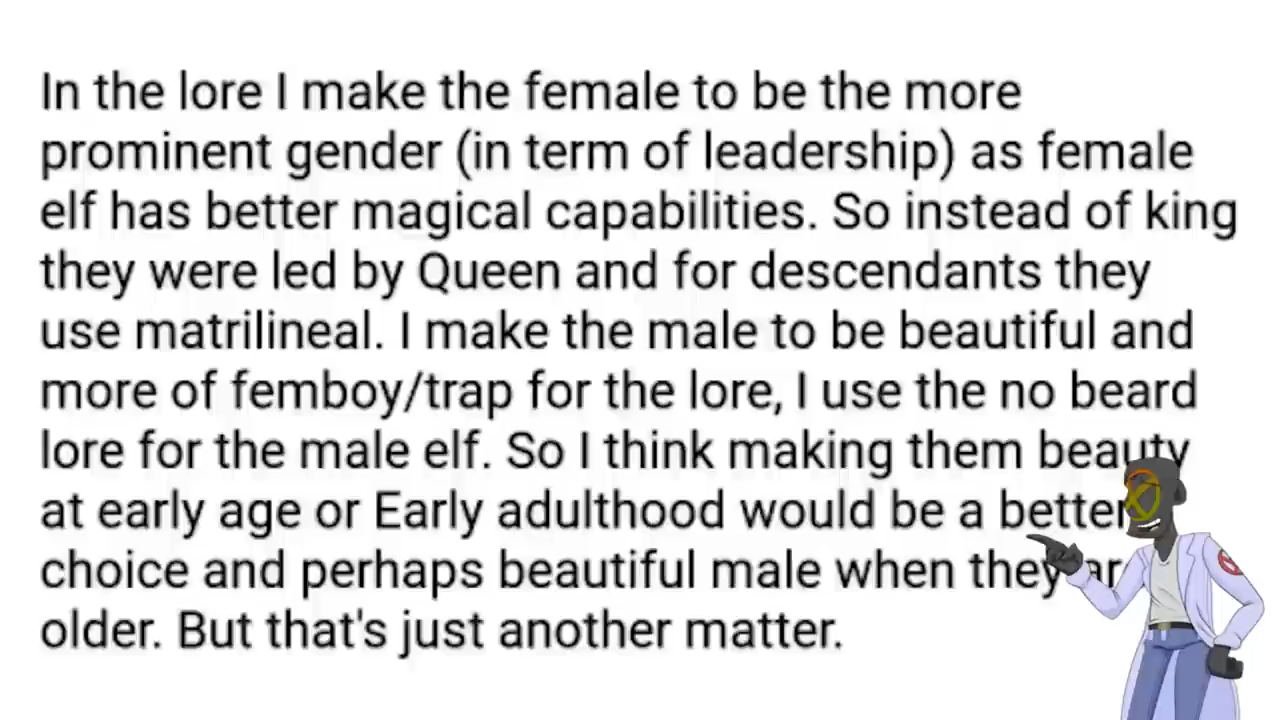 In the lore I make the female to be the more
prominent gender (in term of leadership) as female
elf has better magical capabilities. So instead of king
they were led by Queen and for descendants they
use matrilineal. I make the male to be beautiful and
more of femboy/trap for the lore, I use the no beard
lore for the male elf. So I think making them beauty
at early age or Early adulthood would be a better
choice and perhaps beautiful male when they are
older. But that's just another matter.